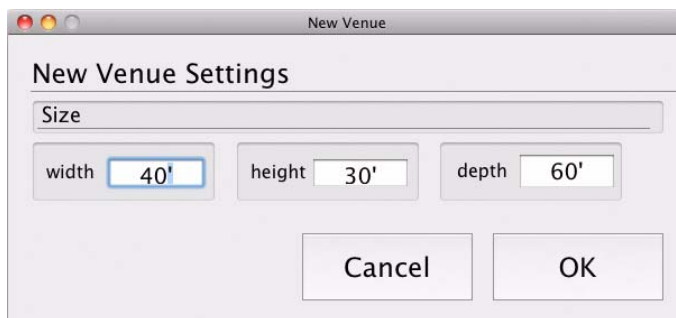 New Venue
New Venue Settings
Size
width 40' height 30' depth 60'
Cancel OK